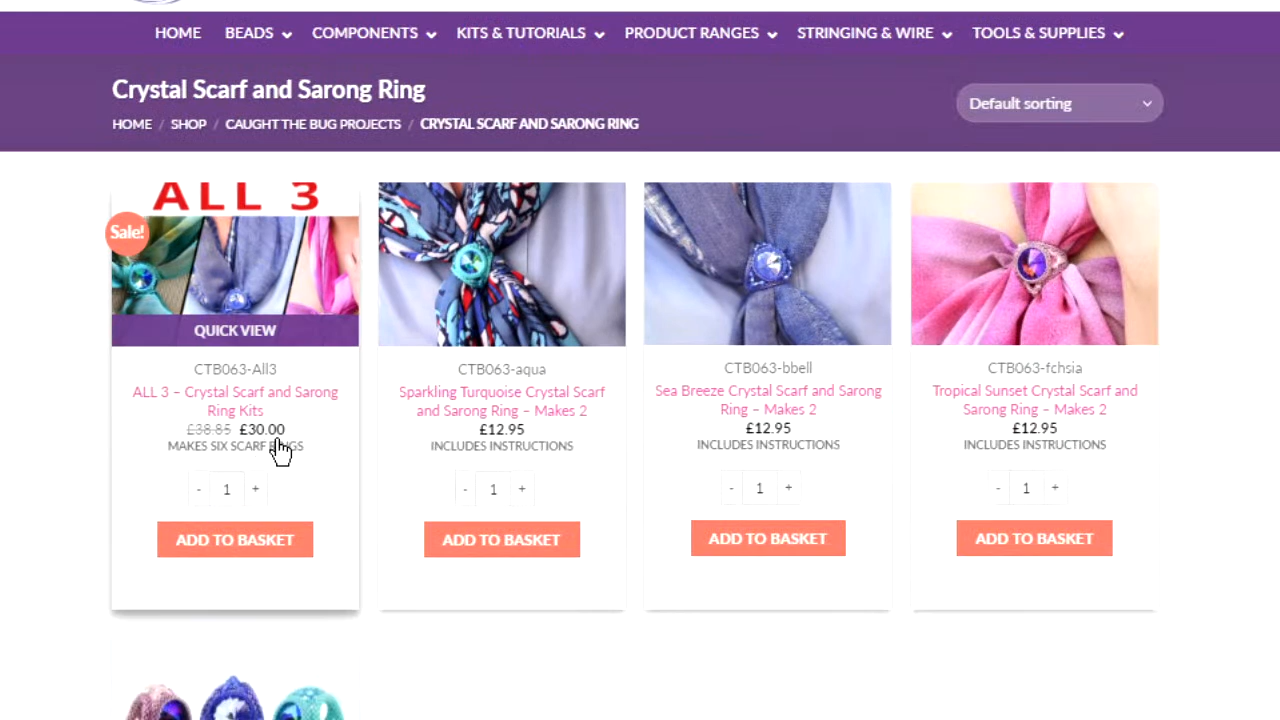 HOME BEADS COMPONENTS KITS & TUTORIALS PRODUCT RANGES STRINGING & WIRE TOOLS & SUPPLIES
Crystal Scarf and Sarong Ring
Default sorting
HOME / SHOP / CAUGHT THE BUG PROJECTS / CRYSTAL SCARF AND SARONG RING
ALL 3
Sale!
QUICK VIEW
CTB063-All3
ALL 3 – Crystal Scarf and Sarong
Ring Kits
£38.85 £30.00
MAKES SIX SCARF RINGS
- 1 +
ADD TO BASKET
CTB063-aqua
Sparkling Turquoise Crystal Scarf
and Sarong Ring – Makes 2
£12.95
INCLUDES INSTRUCTIONS
- 1 +
ADD TO BASKET
CTB063-bbell
Sea Breeze Crystal Scarf and Sarong
Ring – Makes 2
£12.95
INCLUDES INSTRUCTIONS
- 1 +
ADD TO BASKET
CTB063-fchsia
Tropical Sunset Crystal Scarf and
Sarong Ring – Makes 2
£12.95
INCLUDES INSTRUCTIONS
- 1 +
ADD TO BASKET